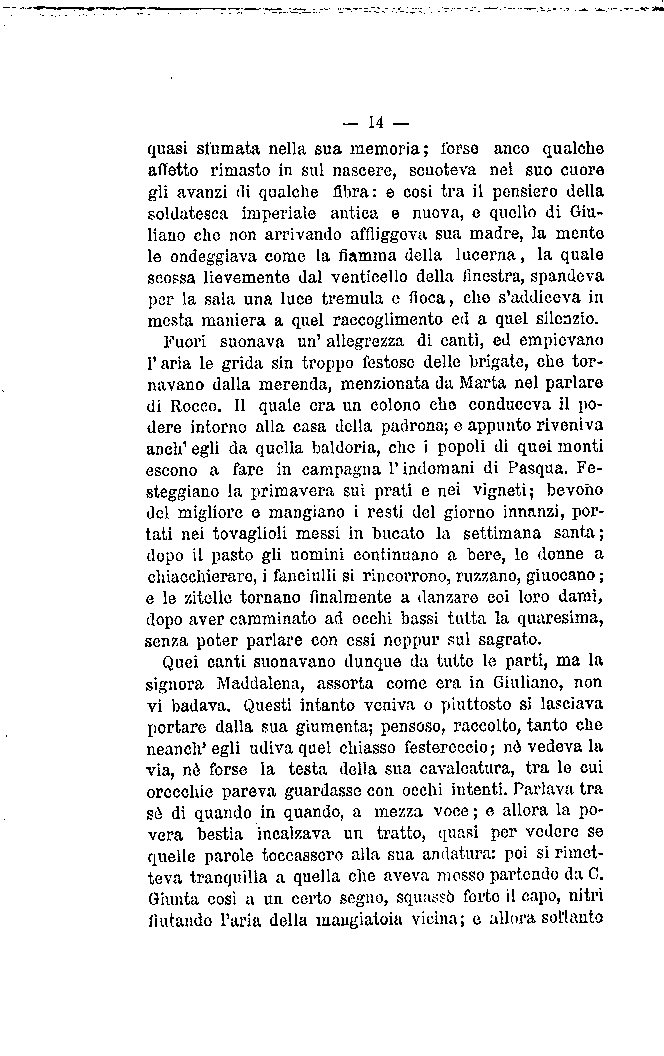 — 14 —
quasi sfumata nella sua memoria; forse anco qualche
affetto rimasto in sul nascere, scuoteva nel suo cuore
gli avanzi di qualche fibra: e così tra il pensiero della
soldatesca imperiale antica e nuova, e quello di Giu-
liano che non arrivando affliggeva sua madre, la mente
le ondeggiava come la fiamma della lucerna, la quale
scossa lievemente dal venticello della finestra, spandeva
per la sala una luce tremula e fioca, che s'addiceva in
mesta maniera a quel raccoglimento ed a quel silenzio.
Fuori suonava un' allegrezza di canti, ed empievano
l' aria le grida sin troppo festose delle brigate, che tor-
navano dalla merenda, menzionata da Marta nel parlare
di Rocco. Il quale era un colono che conduceva il po-
dere intorno alla casa della padrona; e appunto riveniva
anch' egli da quella baldoria, che i popoli di quei monti
escono a fare in campagna l' indomani di Pasqua. Fe-
steggiano la primavera sui prati e nei vigneti; bevono
del migliore e mangiano i resti del giorno innanzi, por-
tati nei tovaglioli messi in bucato la settimana santa;
dopo il pasto gli uomini continuano a bere, le donne a
chiacchierare, i fanciulli si rincorrono, ruzzano, giuocano;
e le zitelle tornano finalmente a danzare coi loro dami,
dopo aver camminato ad occhi bassi tutta la quaresima,
senza poter parlare con essi neppur sul sagrato.
Quei canti suonavano dunque da tutte le parti, ma la
signora Maddalena, assorta come era in Giuliano, non
vi badava. Questi intanto veniva o piuttosto si lasciava
portare dalla sua giumenta; pensoso, raccolto, tanto che
neanch' egli udiva quel chiasso festereccio; nè vedeva la
via, nè forse la testa della sua cavalcatura, tra le cui
orecchie pareva guardasse con occhi intenti. Parlava tra
sè di quando in quando, a mezza voce; e allora la po-
vera bestia incalzava un tratto, quasi per vedere se
quelle parole toccassero alla sua andatura: poi si rimet-
teva tranquilla a quella che aveva mosso partendo da C.
Giunta così a un certo segno, squassò forte il capo, nitrì
fiutando l'aria della mangiatoia vicina; e allora soltanto